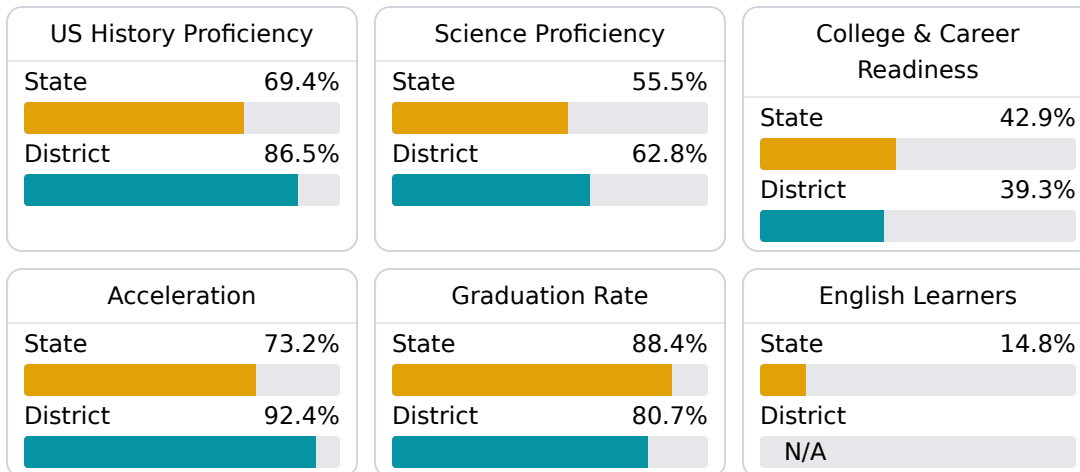 US History Proficiency
State 69.4%
District 86.5%
Science Proficiency
State 55.5%
District 62.8%
College & Career
Readiness
State 42.9%
District 39.3%
Acceleration
State 73.2%
District 92.4%
Graduation Rate
State 88.4%
District 80.7%
English Learners
State 14.8%
District
N/A